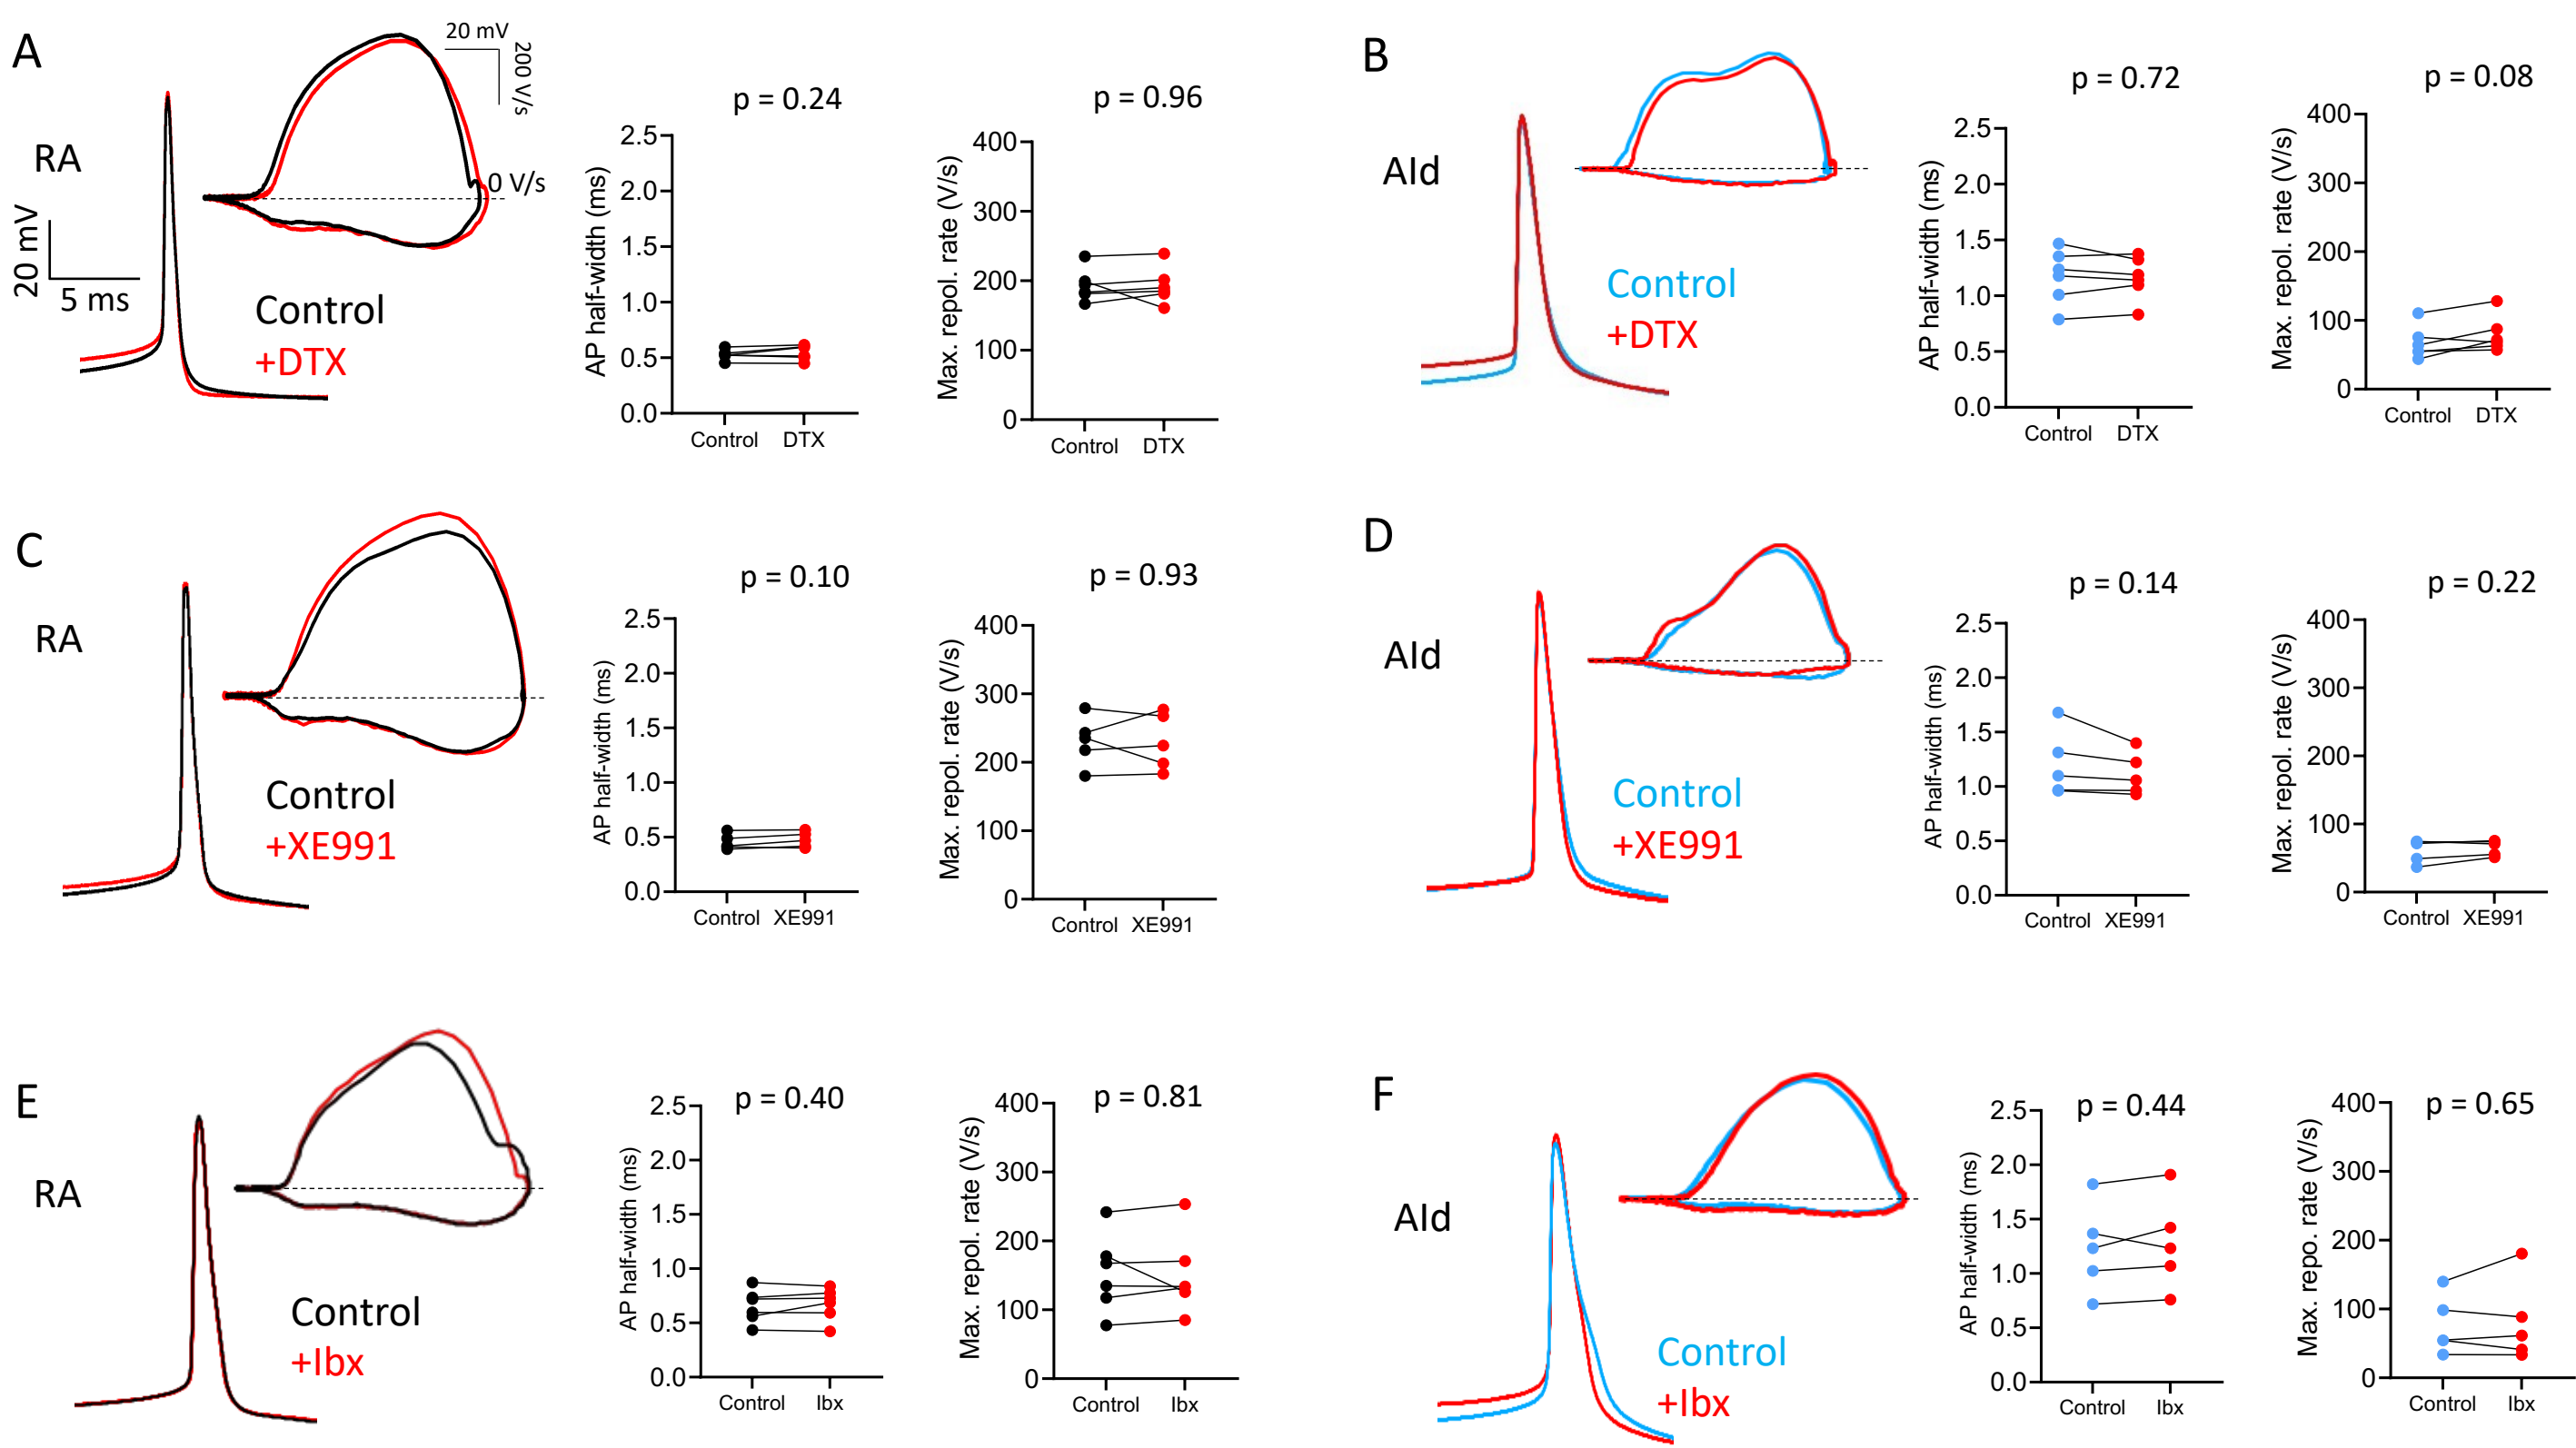 A
20 mV
200 V/s
RA
0 V/s
20 mV
5 ms
Control
+DTX
p = 0.24
AP half-width (ms)
2.5
2.0
1.5
1.0
0.5
0.0
Control DTX
p = 0.96
Max. repol. rate (V/s)
400
300
200
100
0
Control DTX
B
AId
Control
+DTX
p = 0.72
AP half-width (ms)
2.5
2.0
1.5
1.0
0.5
0.0
Control DTX
p = 0.08
Max. repol. rate (V/s)
400
300
200
100
0
Control DTX
C
RA
Control
+XE991
p = 0.10
AP half-width (ms)
2.5
2.0
1.5
1.0
0.5
0.0
Control XE991
p = 0.93
Max. repol. rate (V/s)
400
300
200
100
0
Control XE991
D
AId
Control
+XE991
p = 0.14
AP half-width (ms)
2.5
2.0
1.5
1.0
0.5
0.0
Control XE991
p = 0.22
Max. repol. rate (V/s)
400
300
200
100
0
Control XE991
E
RA
Control
+Ibx
p = 0.40
AP half-width (ms)
2.5
2.0
1.5
1.0
0.5
0.0
Control Ibx
p = 0.81
Max. repol. rate (V/s)
400
300
200
100
0
Control Ibx
F
AId
Control
+Ibx
p = 0.44
AP half-width (ms)
2.5
2.0
1.5
1.0
0.5
0.0
Control Ibx
p = 0.65
Max. repo. rate (V/s)
400
300
200
100
0
Control Ibx